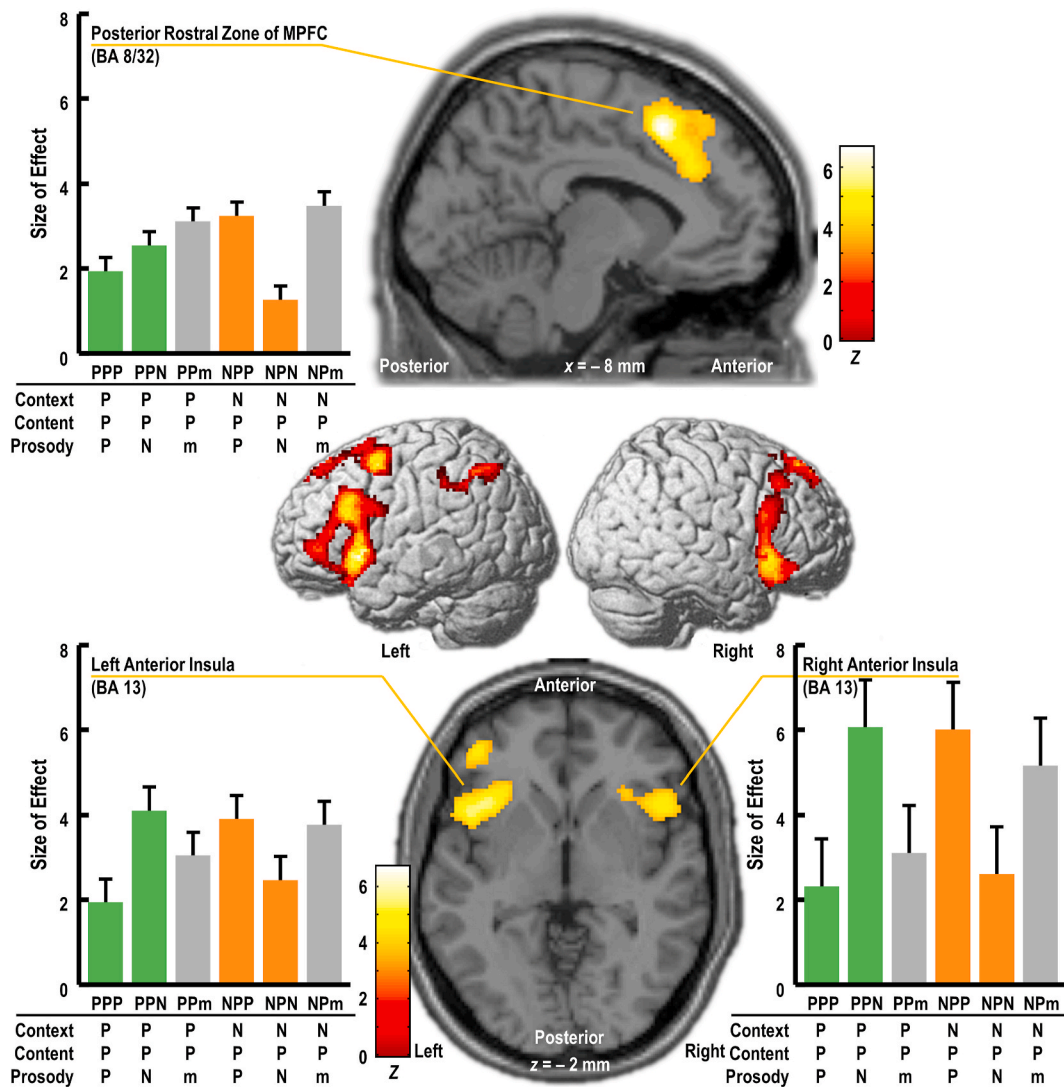 8
Posterior Rostral Zone of MPFC
(BA 8/32)
6
4
2
0
Size of Effect
PPP PPN PPm NPP NPN NPm
Context P P P N N N
Content P P P P P P
Prosody P N m P N m
Posterior x = – 8 mm Anterior
6
4
2
0
Z
Left Right
8
Left Anterior Insula
(BA 13)
6
4
2
0
Size of Effect
PPP PPN PPm NPP NPN NPm
Context P P P N N N
Content P P P P P P
Prosody P N m P N m
6
4
2
0
Z
Anterior
Posterior
Left z = – 2 mm Right
8
Right Anterior Insula
(BA 13)
6
4
2
0
Size of Effect
PPP PPN PPm NPP NPN NPm
Context P P P N N N
Content P P P P P P
Prosody P N m P N m